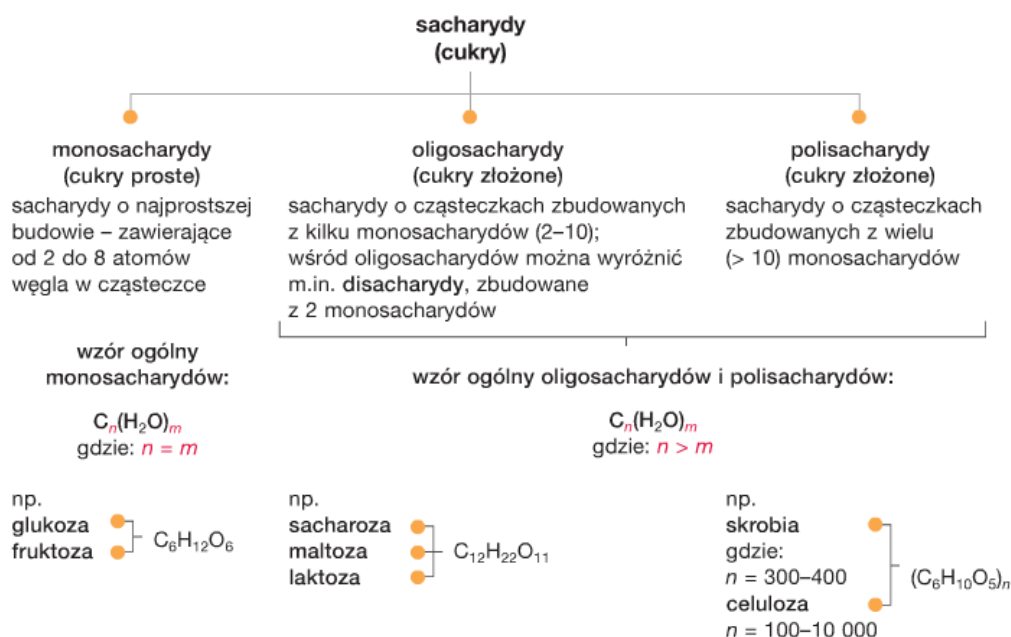 sacharydy
(cukry)
monosacharydy
(cukry proste)
sacharydy o najprostszej
budowie – zawierające
od 2 do 8 atomów
węgla w cząsteczce
oligosacharydy
(cukry złożone)
sacharydy o cząsteczkach zbudowanych
z kilku monosacharydów (2–10);
wśród oligosacharydów można wyróżnić
m.in. disacharydy, zbudowane
z 2 monosacharydów
polisacharydy
(cukry złożone)
sacharydy o cząsteczkach
zbudowanych z wielu
(> 10) monosacharydów
wzór ogólny
monosacharydów:
Cₙ(H₂O)ₘ
gdzie: n = m
wzór ogólny oligosacharydów i polisacharydów:
Cₙ(H₂O)ₘ
gdzie: n > m
np.
glukoza
fruktoza
C₆H₁₂O₆
np.
sacharoza
maltoza
laktoza
C₁₂H₂₂O₁₁
np.
skrobia
gdzie:
n = 300–400
celuloza
n = 100–10 000
(C₆H₁₀O₅)ₙ